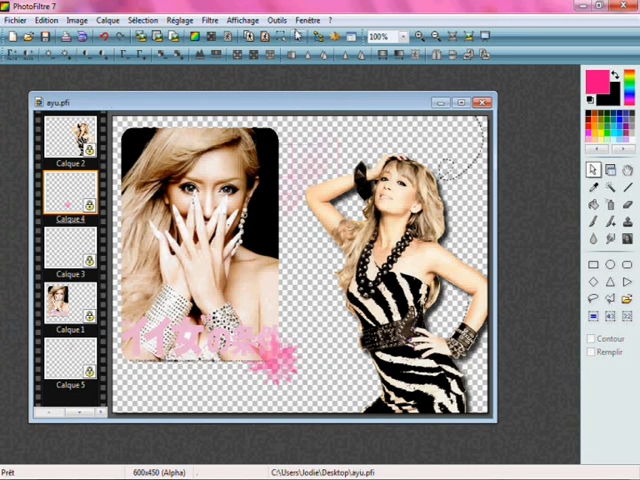 PhotoFiltre 7
Fichier Edition Image Calque Sélection Réglage Filtre Affichage Outils Fenêtre ?
100%
ayu.pfi
Calque 2
Calque 4
Calque 3
Calque 1
Calque 5
イイ女の
Contour
Remplir
Prêt 600x450 (Alpha) C:\Users\Jodie\Desktop\ayu.pfi